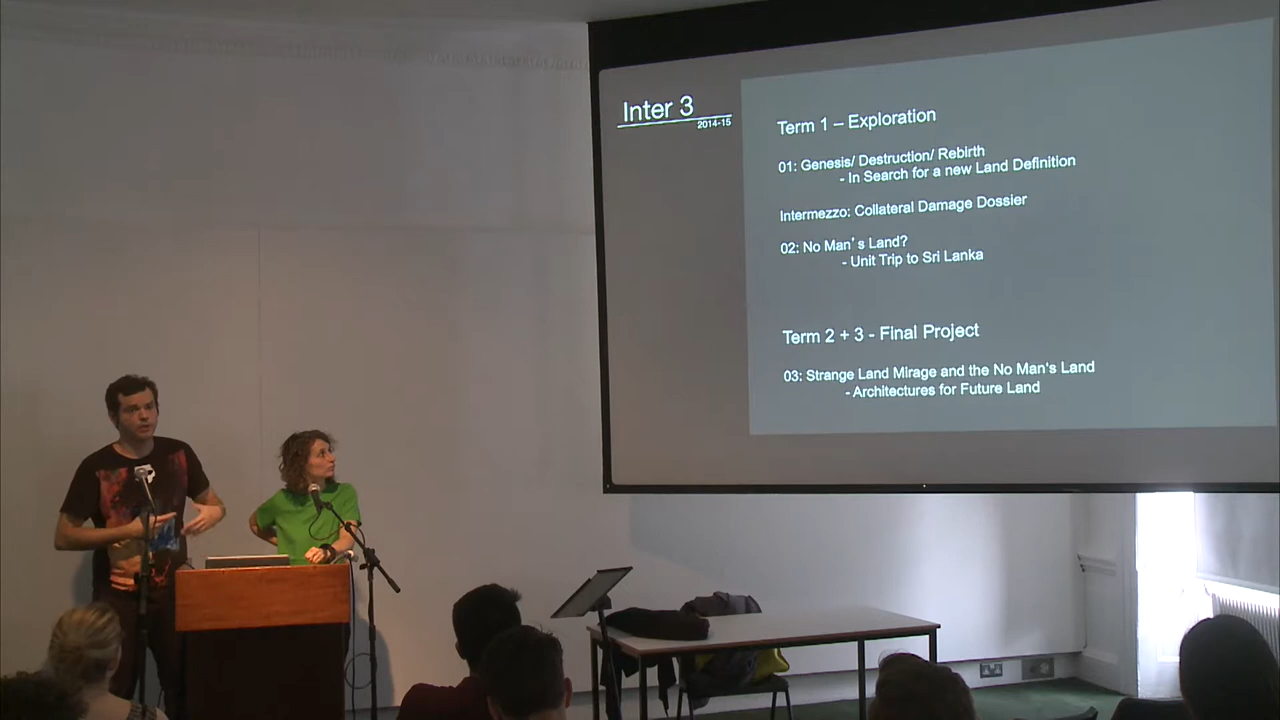 Inter 3
2014-15
Term 1 – Exploration
01: Genesis/ Destruction/ Rebirth
- In Search for a new Land Definition
Intermezzo: Collateral Damage Dossier
02: No Man's Land?
- Unit Trip to Sri Lanka
Term 2 + 3 - Final Project
03: Strange Land Mirage and the No Man's Land
- Architectures for Future Land